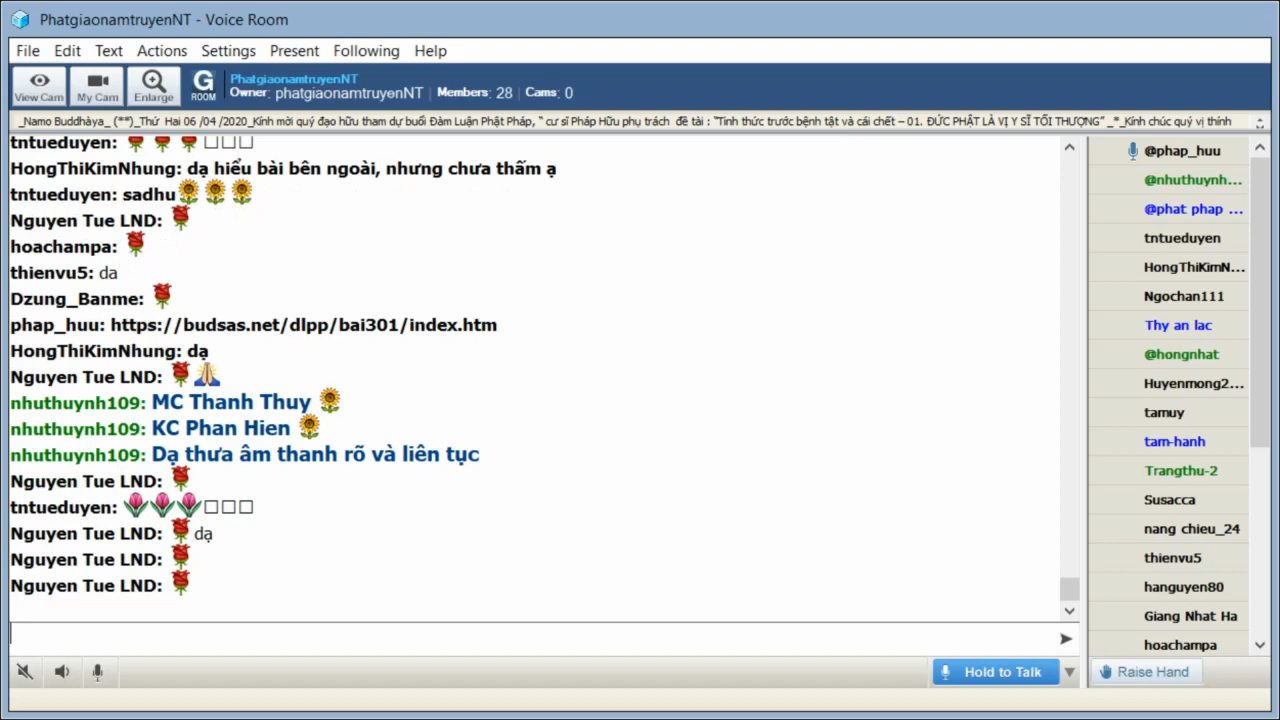 PhatgiaonamtruyenNT - Voice Room
File Edit Text Actions Settings Present Following Help
View Cam My Cam Enlarge G ROOM PhatgiaonamtruyenNT
Owner: phatgiaonamtruyenNT | Members: 28 | Cams: 0
_Namo Buddhàya_ (**)_Thứ Hai 06 /04 /2020_Kính mời quý đạo hữu tham dự buổi Đàm Luận Phật Pháp, “ cư sĩ Pháp Hữu phụ trách đề tài : “Tỉnh thức trước bệnh tật và cái chết – 01. ĐỨC PHẬT LÀ VỊ Y SĨ TỐI THƯỢNG” _*_Kính chúc quý vị thính
tntueduyen:
HongThiKimNhung: dạ hiểu bài bên ngoài, nhưng chưa thấm ạ
tntueduyen: sadhu
Nguyen Tue LND:
hoachampa:
thienvu5: da
Dzung_Banme:
phap_huu: https://budsas.net/dlpp/bai301/index.htm
HongThiKimNhung: dạ
Nguyen Tue LND:
nhuthuynh109: MC Thanh Thuy
nhuthuynh109: KC Phan Hien
nhuthuynh109: Dạ thưa âm thanh rõ và liên tục
Nguyen Tue LND:
tntueduyen:
Nguyen Tue LND: dạ
Nguyen Tue LND:
Nguyen Tue LND:
@phap_huu
@nhuthuynh...
@phat phap ...
tntueduyen
HongThiKimN...
Ngochan111
Thy an lac
@hongnhat
Huyenmong2...
tamuy
tam-hanh
Trangthu-2
Susacca
nang chieu_24
thienvu5
hanguyen80
Giang Nhat Ha
hoachampa
Hold to Talk
Raise Hand